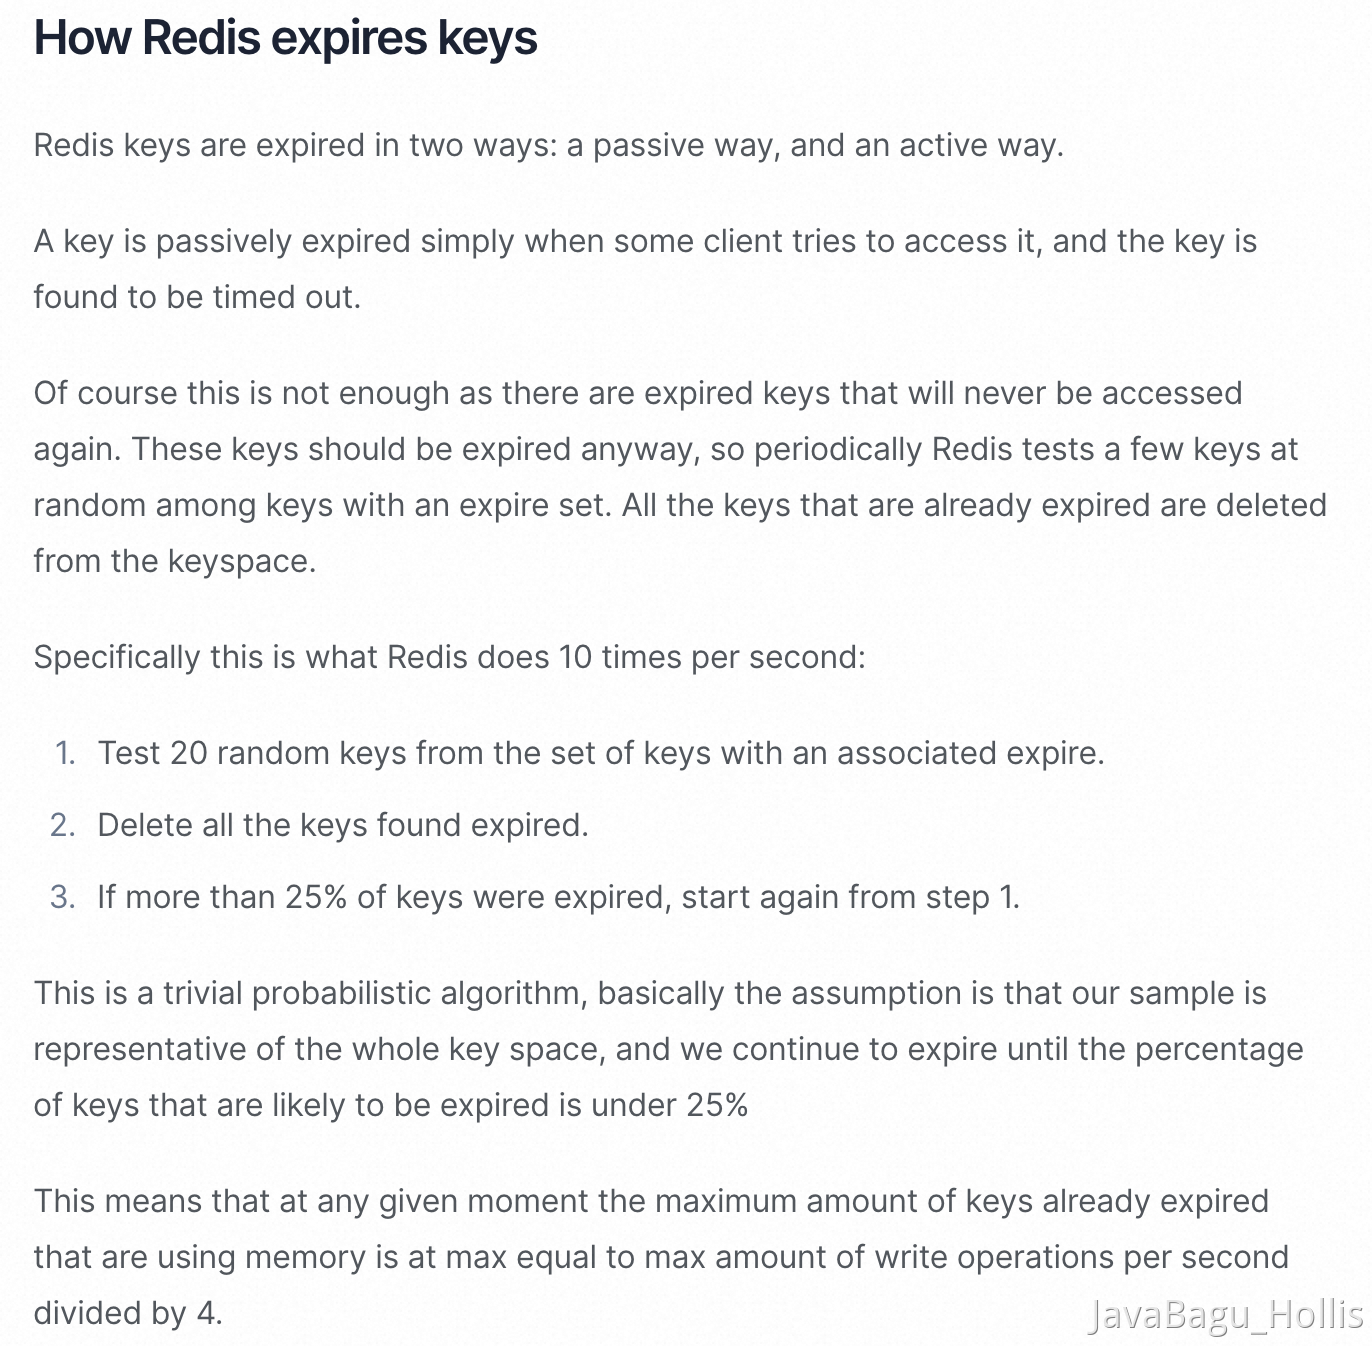 How Redis expires keys
Redis keys are expired in two ways: a passive way, and an active way.
A key is passively expired simply when some client tries to access it, and the key is
found to be timed out.
Of course this is not enough as there are expired keys that will never be accessed
again. These keys should be expired anyway, so periodically Redis tests a few keys at
random among keys with an expire set. All the keys that are already expired are deleted
from the keyspace.
Specifically this is what Redis does 10 times per second:
1. Test 20 random keys from the set of keys with an associated expire.
2. Delete all the keys found expired.
3. If more than 25% of keys were expired, start again from step 1.
This is a trivial probabilistic algorithm, basically the assumption is that our sample is
representative of the whole key space, and we continue to expire until the percentage
of keys that are likely to be expired is under 25%
This means that at any given moment the maximum amount of keys already expired
that are using memory is at max equal to max amount of write operations per second
divided by 4.
JavaBagu_Hollis